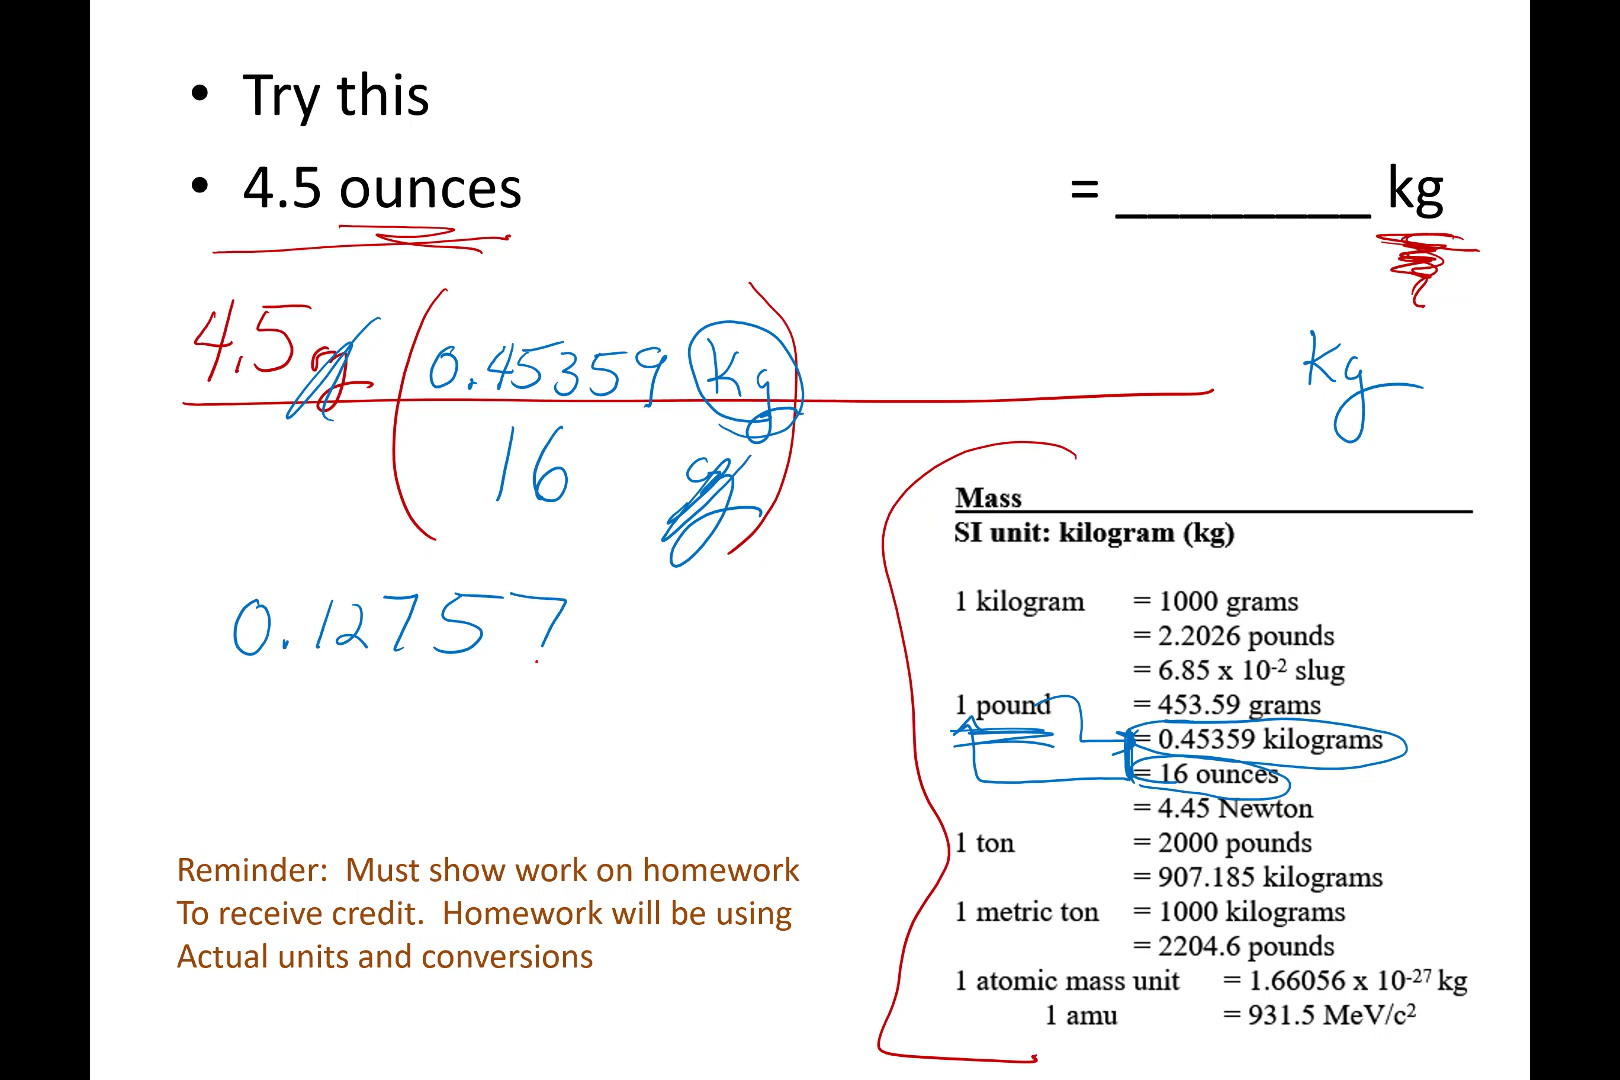 • Try this
• 4.5 ounces = ________ kg
4.5 ( 0.45359 kg kg
16
Mass
SI unit: kilogram (kg)
1 kilogram = 1000 grams
= 2.2026 pounds
= 6.85 x 10⁻² slug
1 pound = 453.59 grams
= 0.45359 kilograms
= 16 ounces
= 4.45 Newton
1 ton = 2000 pounds
= 907.185 kilograms
1 metric ton = 1000 kilograms
= 2204.6 pounds
1 atomic mass unit = 1.66056 x 10⁻²⁷ kg
1 amu = 931.5 MeV/c²
0.12757
Reminder: Must show work on homework
To receive credit. Homework will be using
Actual units and conversions